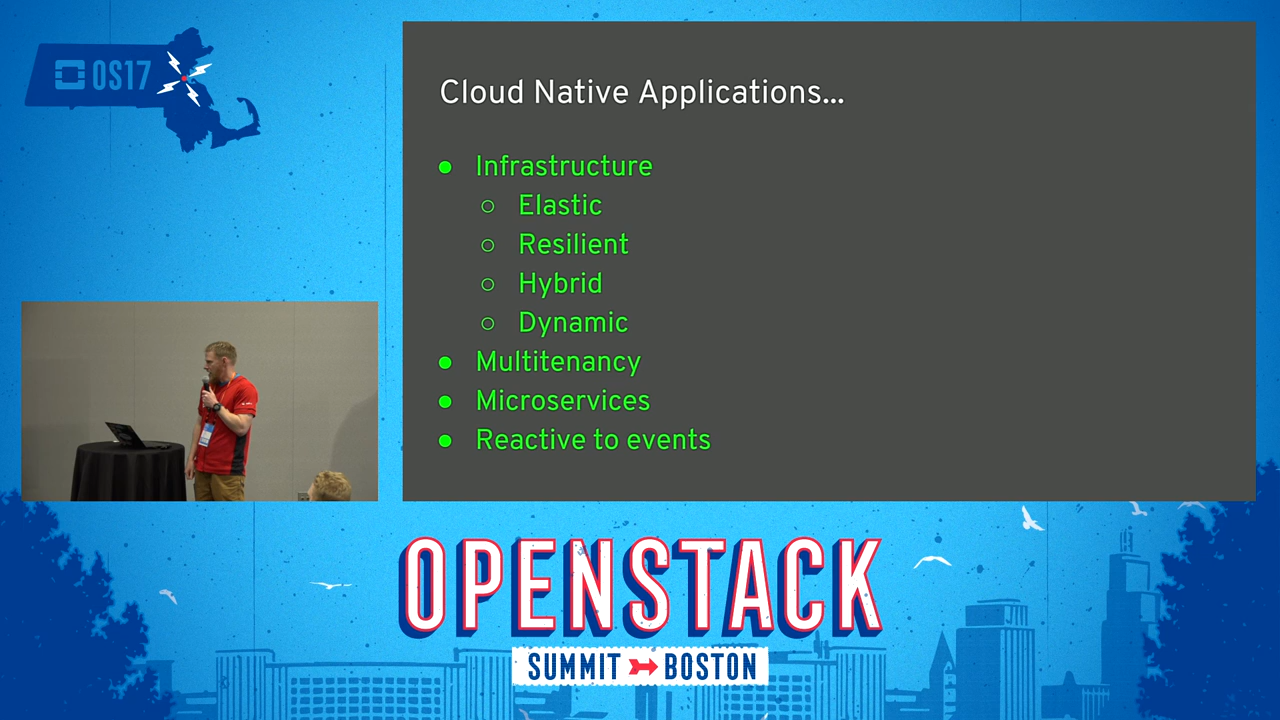 OS17
Cloud Native Applications...
● Infrastructure
○ Elastic
○ Resilient
○ Hybrid
○ Dynamic
● Multitenancy
● Microservices
● Reactive to events
OPENSTACK
SUMMIT BOSTON